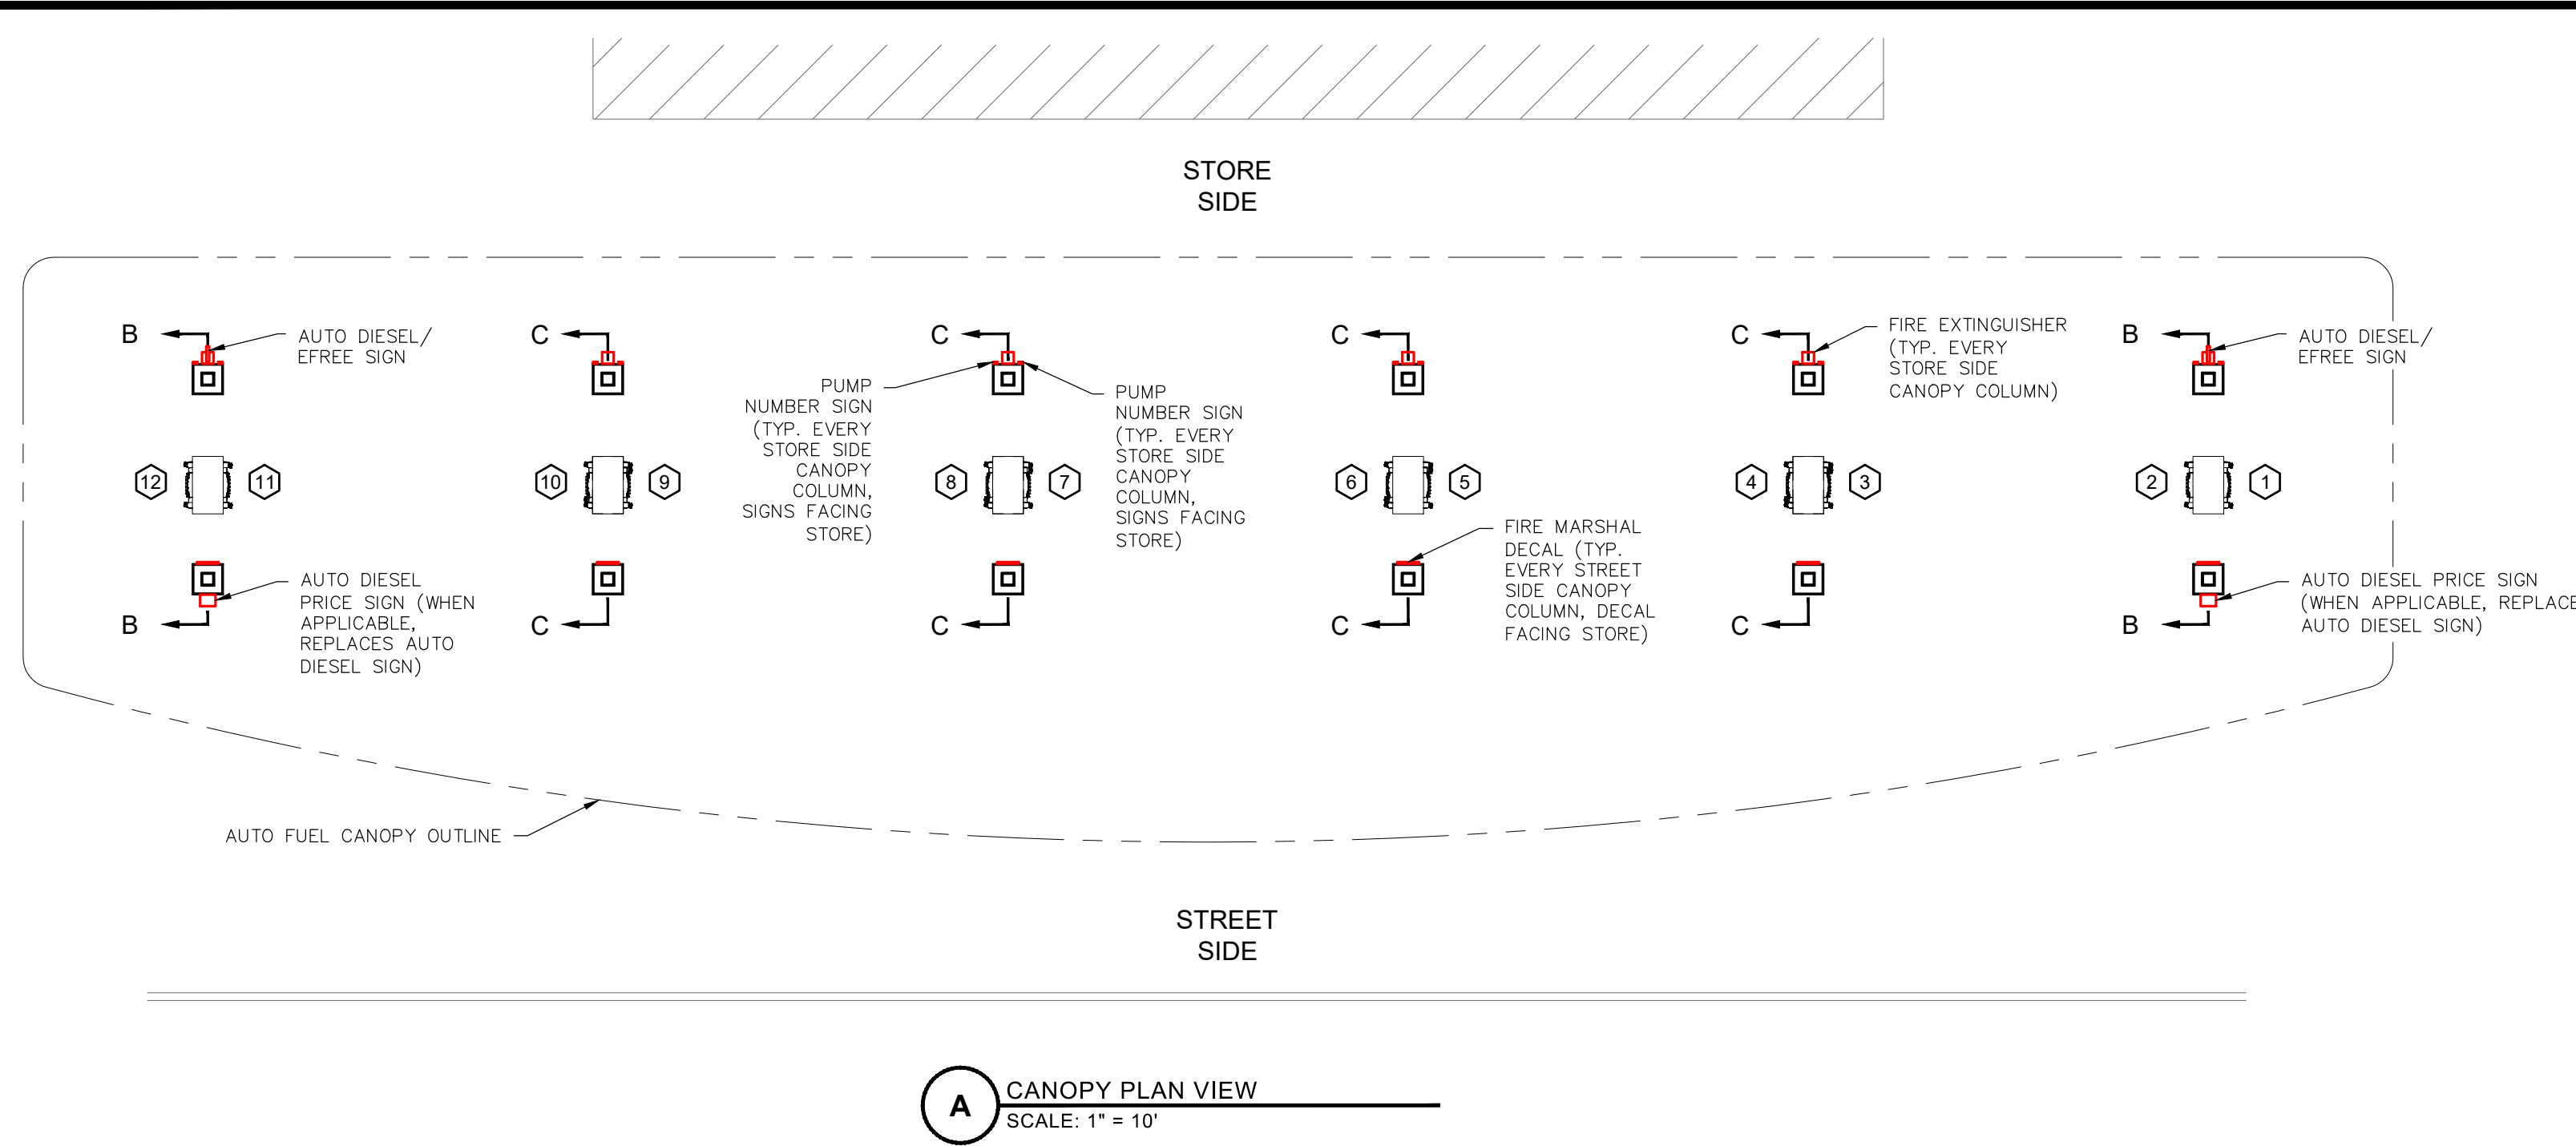 STORE
SIDE
B
AUTO DIESEL/
EFREE SIGN
C
C
C
C
FIRE EXTINGUISHER
(TYP. EVERY
STORE SIDE
CANOPY COLUMN)
B
AUTO DIESEL/
EFREE SIGN
PUMP
NUMBER SIGN
(TYP. EVERY
STORE SIDE
CANOPY
COLUMN,
SIGNS FACING
STORE)
PUMP
NUMBER SIGN
(TYP. EVERY
STORE SIDE
CANOPY
COLUMN,
SIGNS FACING
STORE)
12
11
10
9
8
7
6
5
4
3
2
1
FIRE MARSHAL
DECAL (TYP.
EVERY STREET
SIDE CANOPY
COLUMN, DECAL
FACING STORE)
AUTO DIESEL
PRICE SIGN (WHEN
APPLICABLE,
REPLACES AUTO
DIESEL SIGN)
AUTO DIESEL PRICE SIGN
(WHEN APPLICABLE, REPLACE
AUTO DIESEL SIGN)
B
C
C
C
C
B
AUTO FUEL CANOPY OUTLINE
STREET
SIDE
A
CANOPY PLAN VIEW
SCALE: 1" = 10'